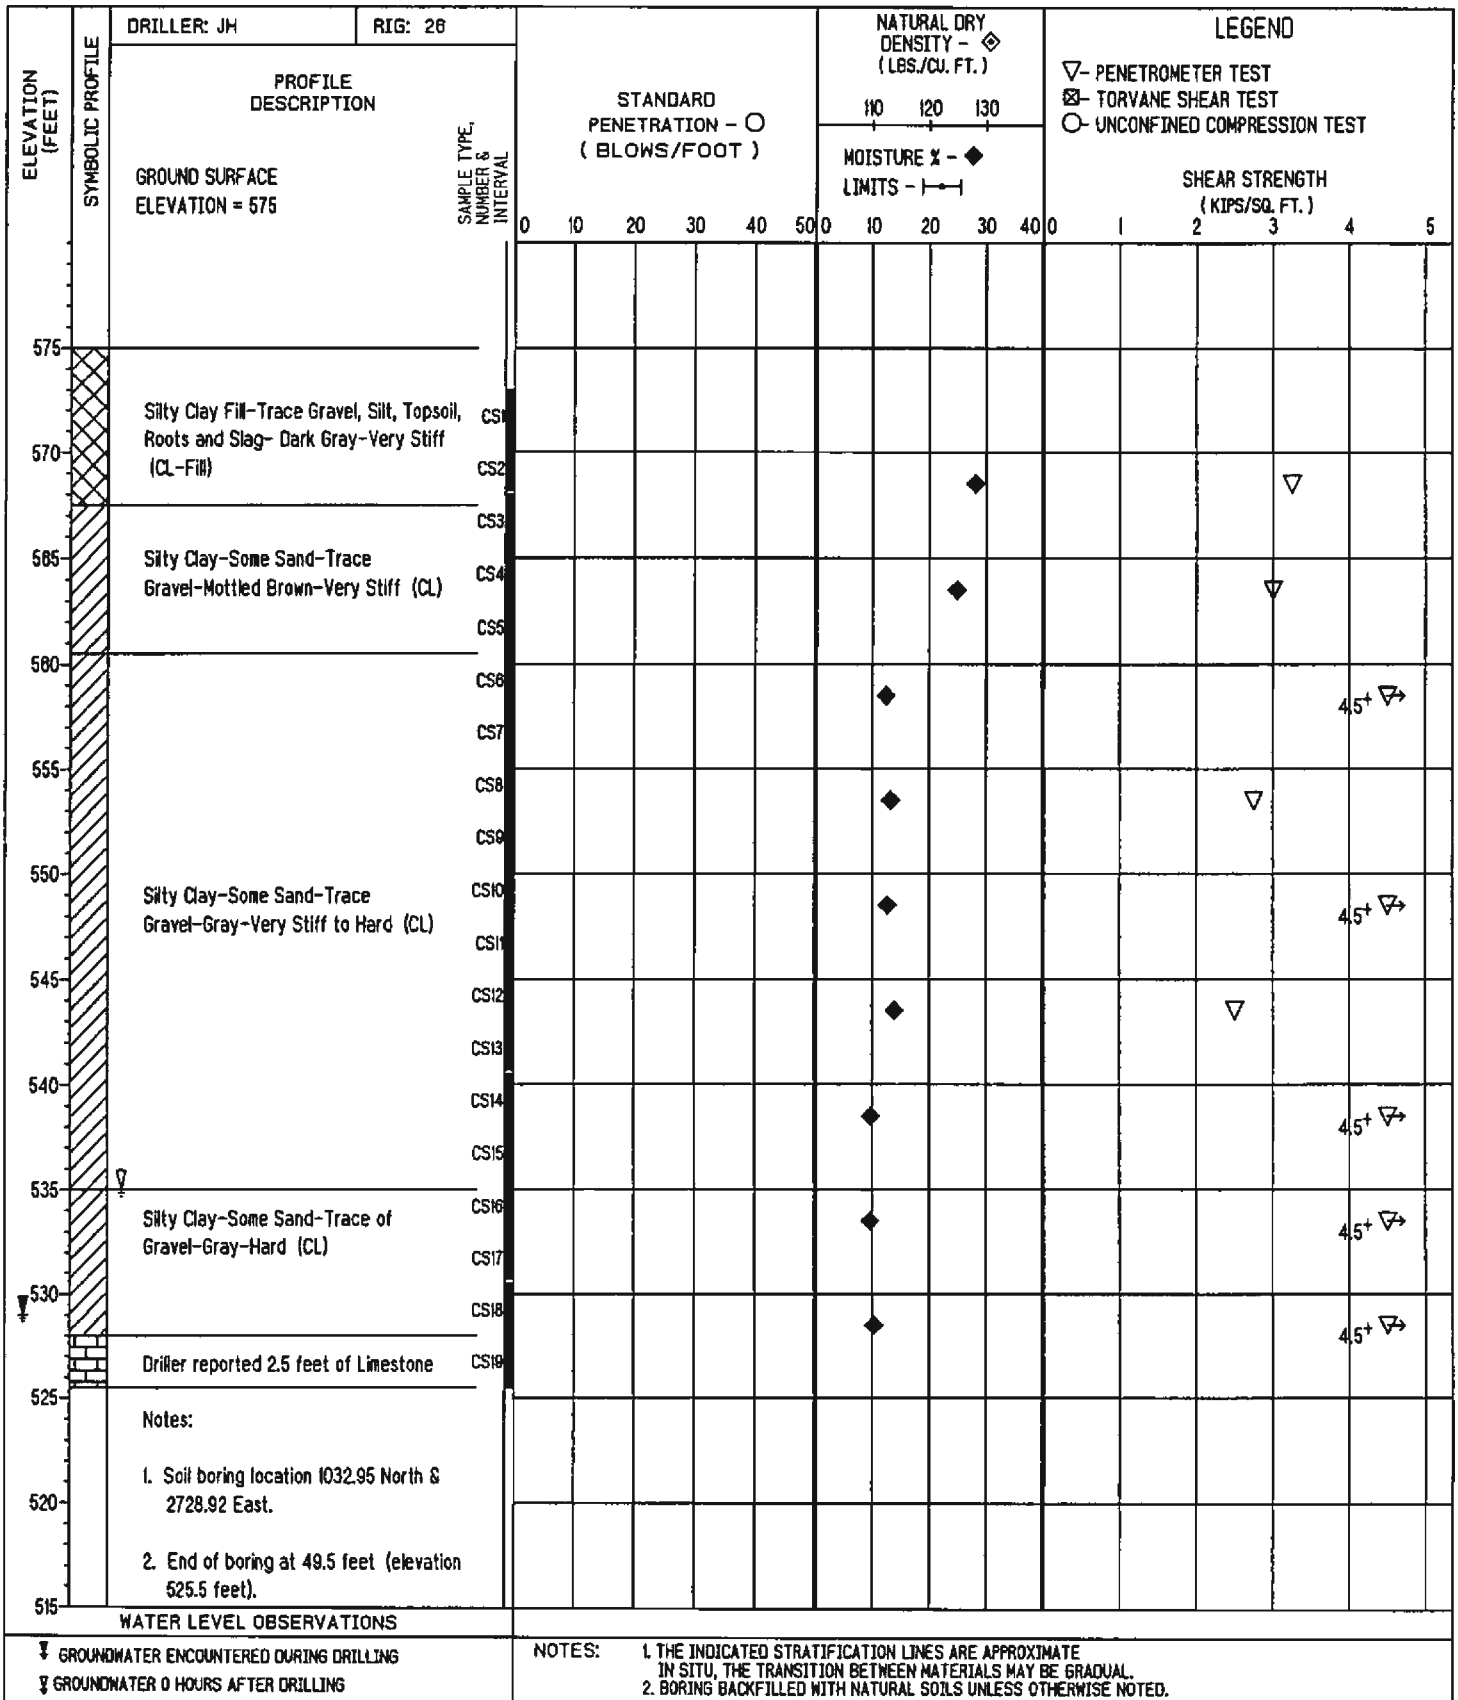 DRILLER: JH
RIG: 26
ELEVATION
(FEET)
SYMBOLIC PROFILE
PROFILE
DESCRIPTION
GROUND SURFACE
ELEVATION = 575
SAMPLE TYPE,
NUMBER &
INTERVAL
STANDARD
PENETRATION -
( BLOWS/FOOT )
0 10 20 30 40 50
NATURAL DRY
DENSITY -
( LBS./CU. FT. )
110 120 130
MOISTURE % -
LIMITS -
0 10 20 30 40
LEGEND
- PENETROMETER TEST
- TORVANE SHEAR TEST
- UNCONFINED COMPRESSION TEST
SHEAR STRENGTH
( KIPS/SQ. FT. )
0 1 2 3 4 5
575
Silty Clay Fill-Trace Gravel, Silt, Topsoil,
Roots and Slag- Dark Gray-Very Stiff
(CL-Fill)
CS1
570
CS2
CS3
565
Silty Clay-Some Sand-Trace
Gravel-Mottled Brown-Very Stiff (CL)
CS4
CS5
560
CS6
4.5+
CS7
555
CS8
CS9
550
Silty Clay-Some Sand-Trace
Gravel-Gray-Very Stiff to Hard (CL)
CS10
4.5+
CS11
545
CS12
CS13
540
CS14
4.5+
CS15
535
Silty Clay-Some Sand-Trace of
Gravel-Gray-Hard (CL)
CS16
4.5+
CS17
530
CS18
4.5+
Driller reported 2.5 feet of Limestone
CS19
525
Notes:
1. Soil boring location 1032.95 North &
2728.92 East.
520
2. End of boring at 49.5 feet (elevation
525.5 feet).
515
WATER LEVEL OBSERVATIONS
GROUNDWATER ENCOUNTERED DURING DRILLING
GROUNDWATER 0 HOURS AFTER DRILLING
NOTES:
1. THE INDICATED STRATIFICATION LINES ARE APPROXIMATE
IN SITU, THE TRANSITION BETWEEN MATERIALS MAY BE GRADUAL.
2. BORING BACKFILLED WITH NATURAL SOILS UNLESS OTHERWISE NOTED.